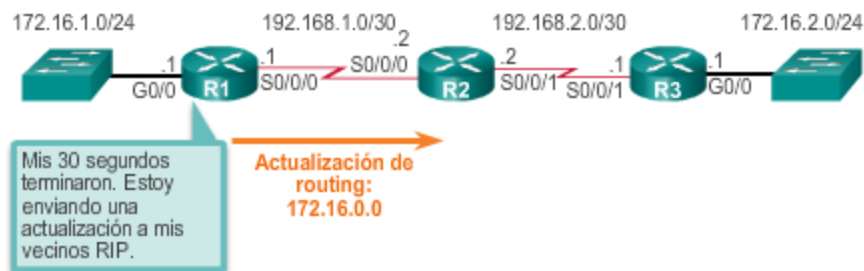 172.16.1.0/24
192.168.1.0/30
192.168.2.0/30
172.16.2.0/24
.1
G0/0
R1
.1
S0/0/0
.2
S0/0/0
R2
.2
S0/0/1
.1
S0/0/1
R3
.1
G0/0
Mis 30 segundos
terminaron. Estoy
enviando una
actualización a mis
vecinos RIP.
Actualización de
routing:
172.16.0.0